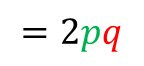 = 2pq